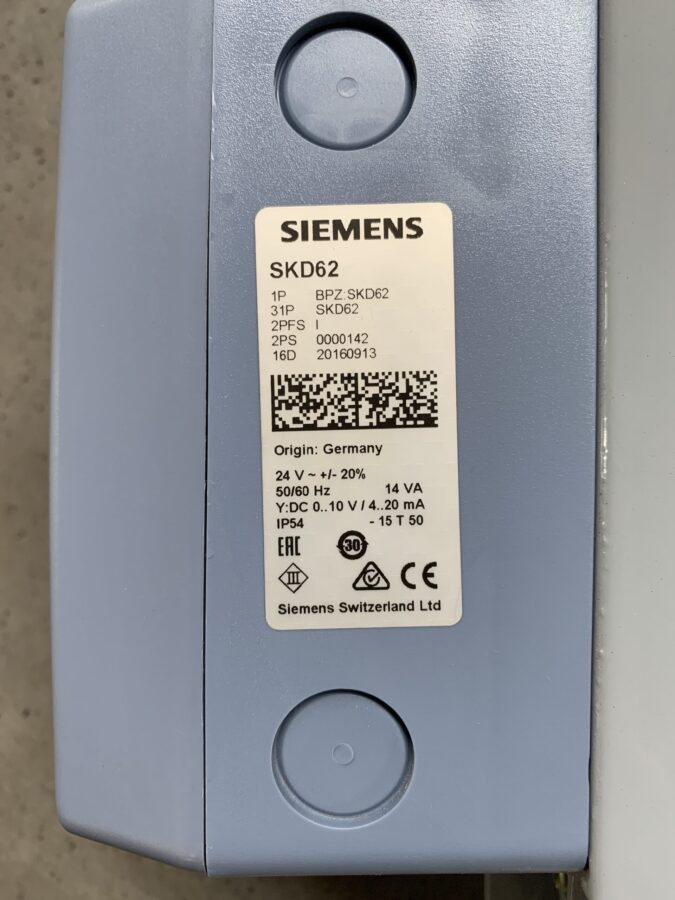 SIEMENS
SKD62
1P BPZ:SKD62
31P SKD62
2PFS I
2PS 0000142
16D 20160913
Origin: Germany
24 V ~ +/- 20%
50/60 Hz 14 VA
Y:DC 0..10 V / 4..20 mA
IP54 - 15 T 50
EAC 30
III CE
Siemens Switzerland Ltd